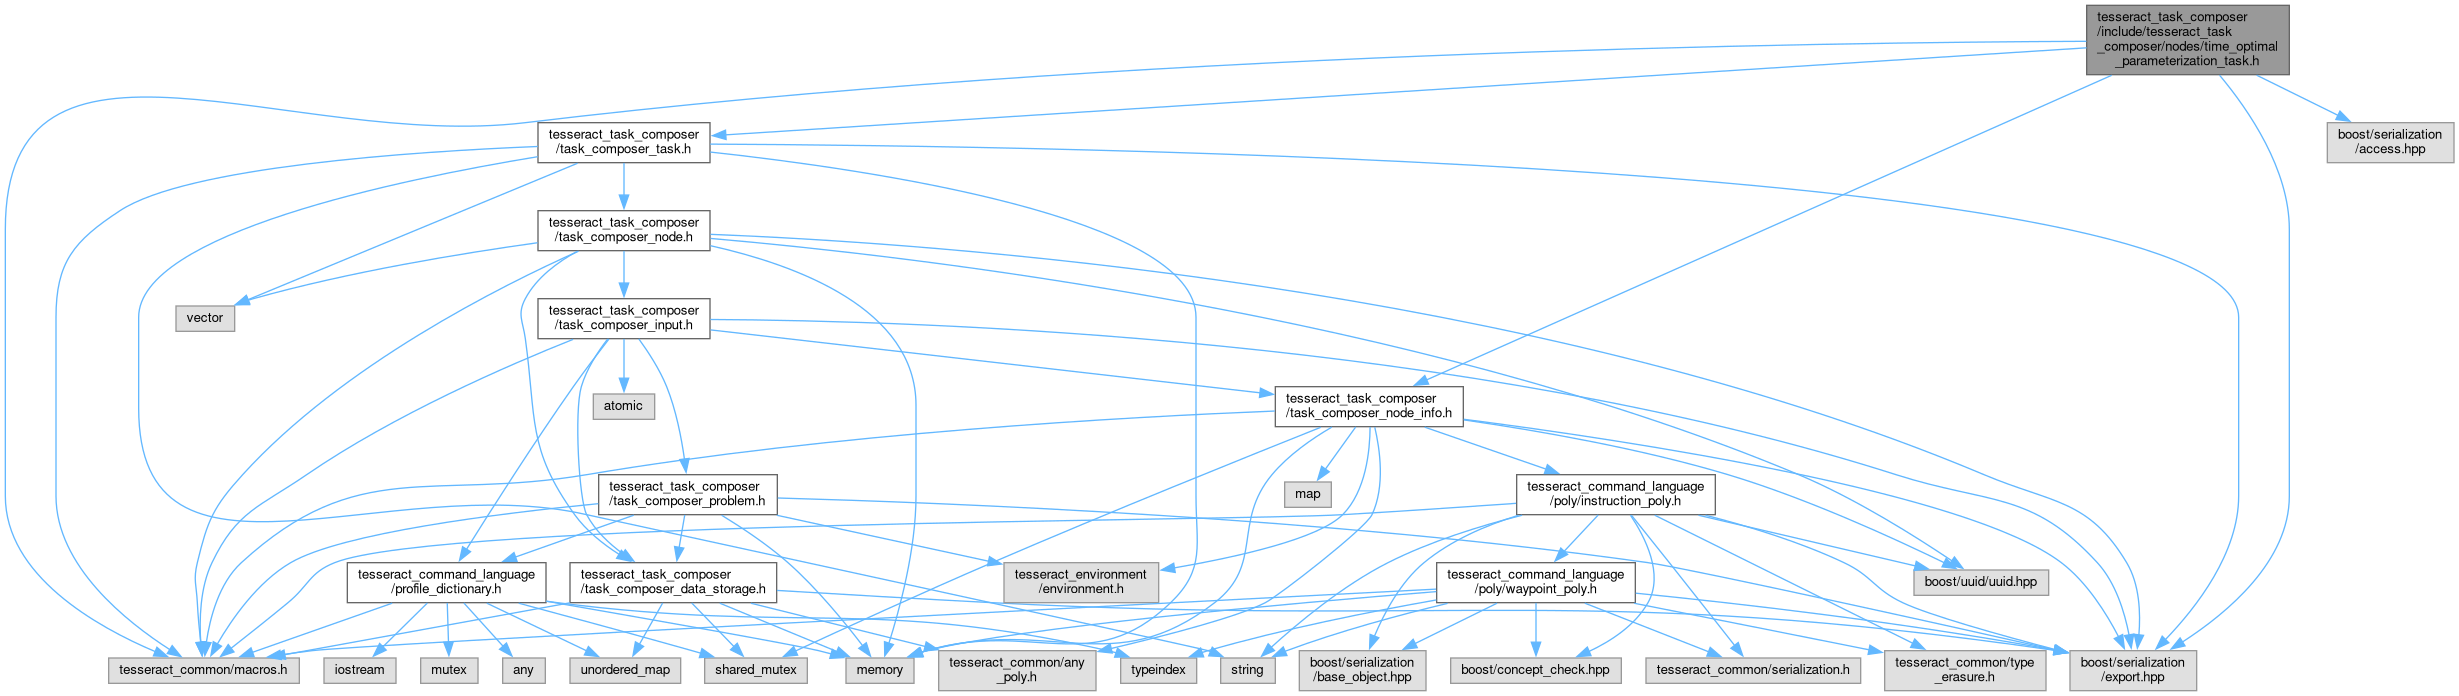 tesseract_task_composer
/include/tesseract_task
_composer/nodes/time_optimal
_parameterization_task.h
tesseract_task_composer
/task_composer_task.h
boost/serialization
/access.hpp
tesseract_task_composer
/task_composer_node.h
vector
tesseract_task_composer
/task_composer_input.h
atomic
tesseract_task_composer
/task_composer_node_info.h
tesseract_task_composer
/task_composer_problem.h
map
tesseract_command_language
/poly/instruction_poly.h
tesseract_command_language
/profile_dictionary.h
tesseract_task_composer
/task_composer_data_storage.h
tesseract_environment
/environment.h
tesseract_command_language
/poly/waypoint_poly.h
boost/uuid/uuid.hpp
tesseract_common/macros.h
iostream
mutex
any
unordered_map
shared_mutex
memory
tesseract_common/any
_poly.h
typeindex
string
boost/serialization
/base_object.hpp
boost/concept_check.hpp
tesseract_common/serialization.h
tesseract_common/type
_erasure.h
boost/serialization
/export.hpp